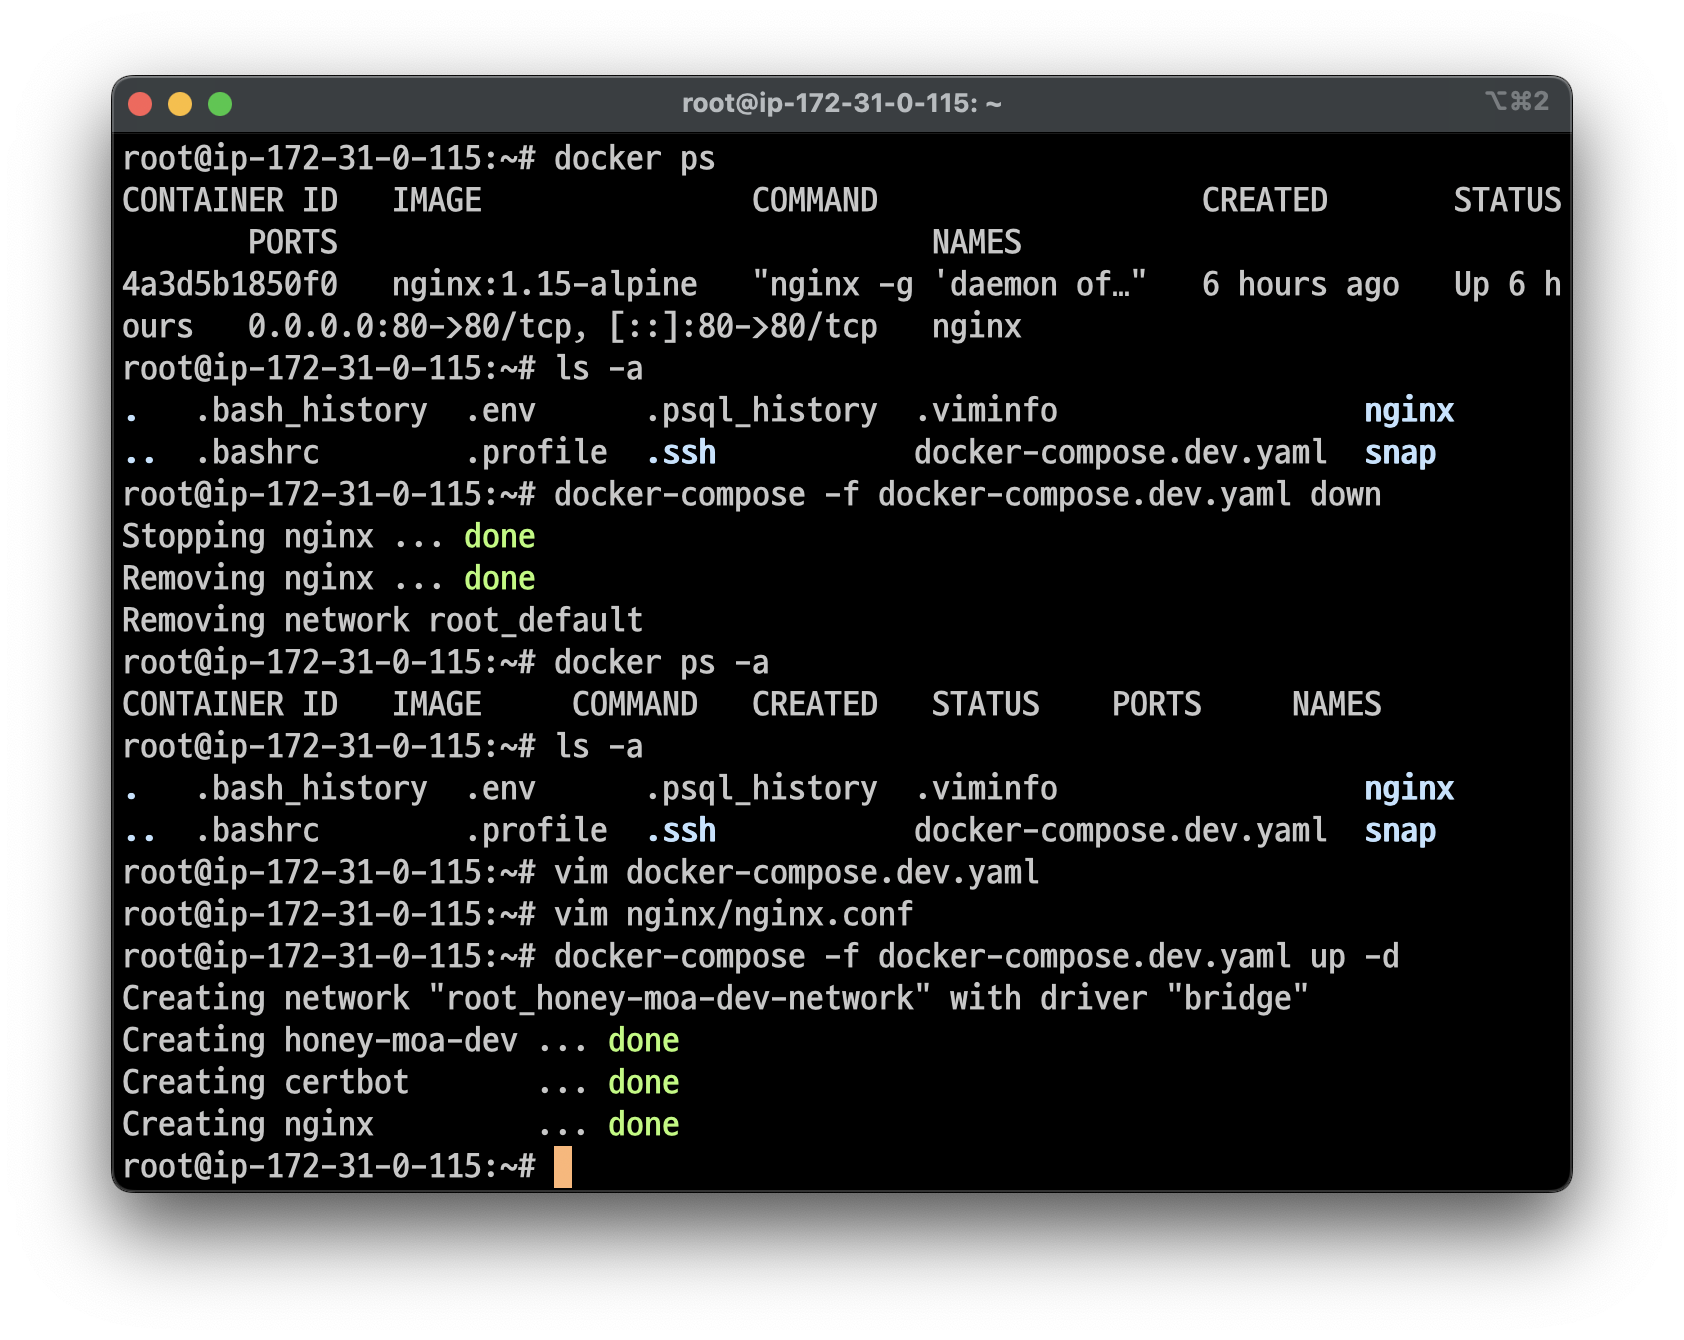 root@ip-172-31-0-115: ~ ⌥⌘2
root@ip-172-31-0-115:~# docker ps
CONTAINER ID   IMAGE               COMMAND                  CREATED       STATUS
       PORTS                                 NAMES
4a3d5b1850f0   nginx:1.15-alpine   "nginx -g 'daemon of…"   6 hours ago   Up 6 h
ours   0.0.0.0:80->80/tcp, [::]:80->80/tcp   nginx
root@ip-172-31-0-115:~# ls -a
.   .bash_history  .env      .psql_history  .viminfo                 nginx
..  .bashrc        .profile  .ssh           docker-compose.dev.yaml  snap
root@ip-172-31-0-115:~# docker-compose -f docker-compose.dev.yaml down
Stopping nginx ... done
Removing nginx ... done
Removing network root_default
root@ip-172-31-0-115:~# docker ps -a
CONTAINER ID   IMAGE     COMMAND   CREATED   STATUS    PORTS     NAMES
root@ip-172-31-0-115:~# ls -a
.   .bash_history  .env      .psql_history  .viminfo                 nginx
..  .bashrc        .profile  .ssh           docker-compose.dev.yaml  snap
root@ip-172-31-0-115:~# vim docker-compose.dev.yaml
root@ip-172-31-0-115:~# vim nginx/nginx.conf
root@ip-172-31-0-115:~# docker-compose -f docker-compose.dev.yaml up -d
Creating network "root_honey-moa-dev-network" with driver "bridge"
Creating honey-moa-dev ... done
Creating certbot       ... done
Creating nginx         ... done
root@ip-172-31-0-115:~#